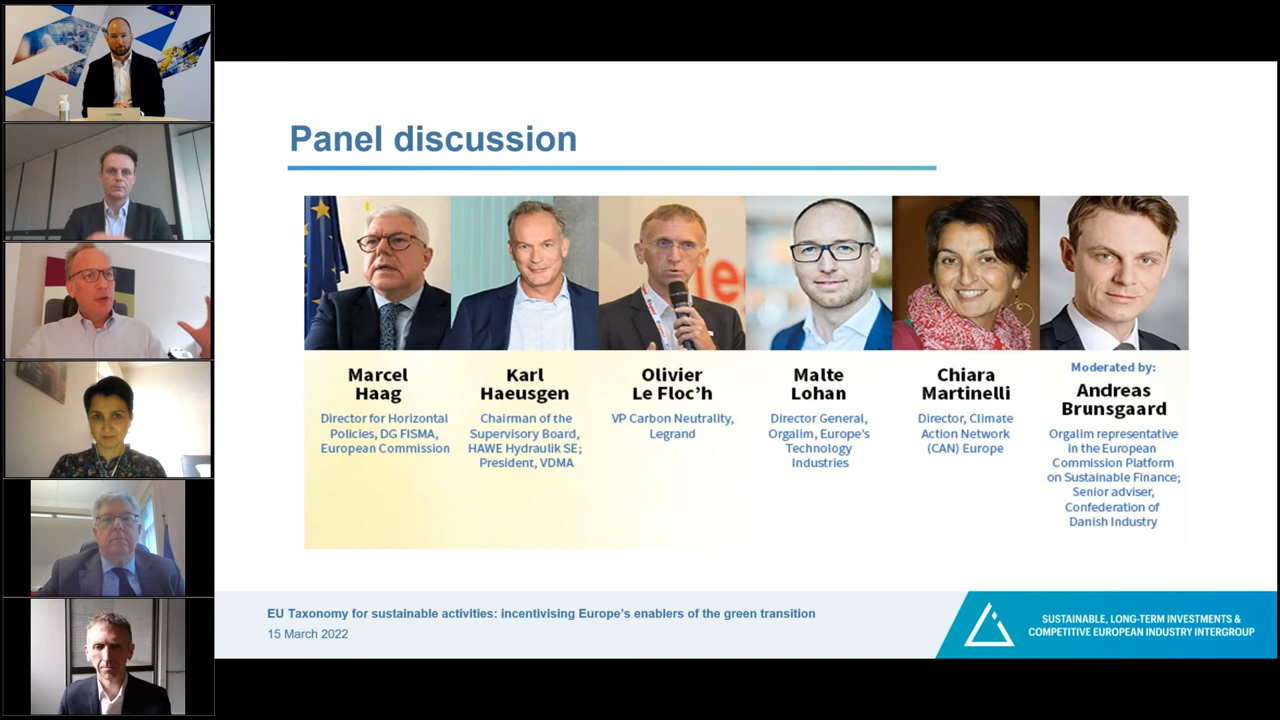 Panel discussion
Marcel
Haag
Director for Horizontal
Policies, DG FISMA,
European Commission
Karl
Haeusgen
Chairman of the
Supervisory Board,
HAWE Hydraulik SE;
President, VDMA
Olivier
Le Floc’h
VP Carbon Neutrality,
Legrand
Malte
Lohan
Director General,
Orgalim, Europe's
Technology
Industries
Chiara
Martinelli
Director, Climate
Action Network
(CAN) Europe
Moderated by:
Andreas
Brunsgaard
Orgalim representative
in the European
Commission Platform
on Sustainable Finance;
Senior adviser,
Confederation of
Danish Industry
EU Taxonomy for sustainable activities: incentivising Europe’s enablers of the green transition
15 March 2022
SUSTAINABLE, LONG-TERM INVESTMENTS &
COMPETITIVE EUROPEAN INDUSTRY INTERGROUP